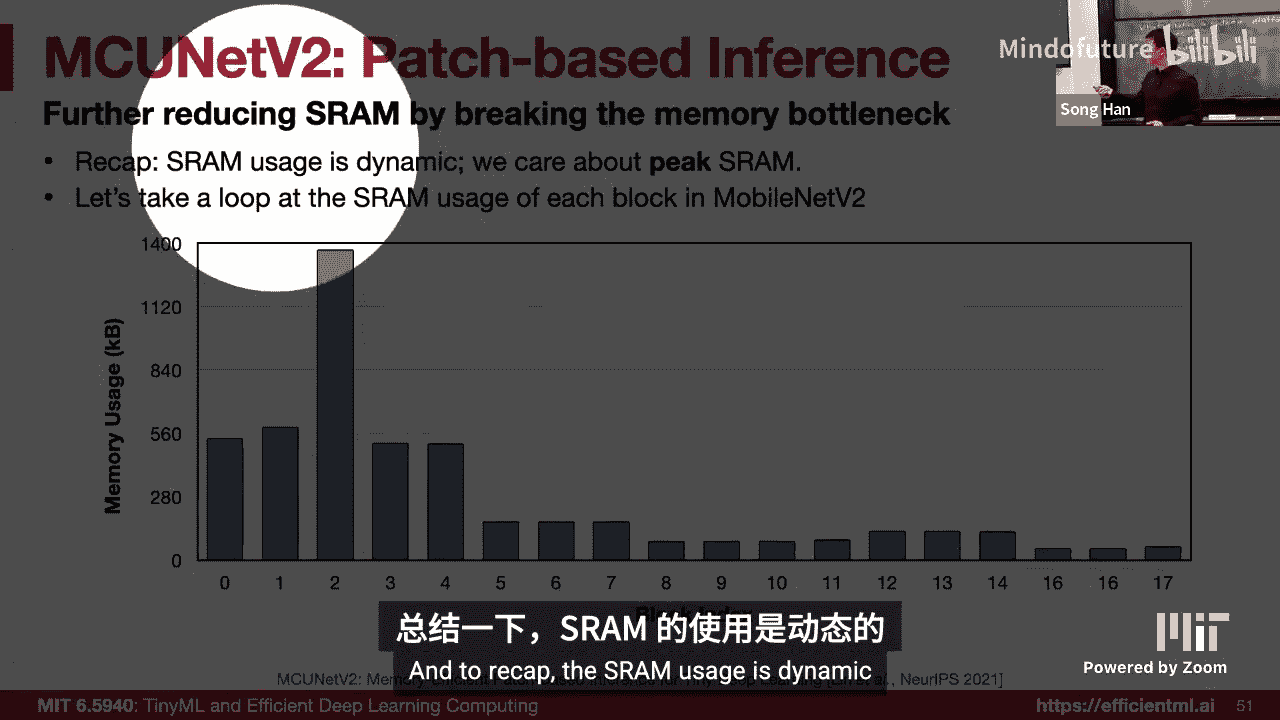 MCUNetV2: Patch-based Inference
Mindofuture bilibili
Song Han
Further reducing SRAM by breaking the memory bottleneck
• Recap: SRAM usage is dynamic; we care about peak SRAM.
• Let's take a loop at the SRAM usage of each block in MobileNetV2
Memory Usage (kB)
1400
1120
840
560
280
0
0 1 2 3 4 5 6 7 8 9 10 11 12 13 14 16 16 17
总结一下，SRAM 的使用是动态的
And to recap, the SRAM usage is dynamic
MCUNetV2: Me , NeurIPS 2021]
MIT
Powered by Zoom
MIT 6.5940: TinyML and Efficient Deep Learning Computing
https://efficientml.ai 51